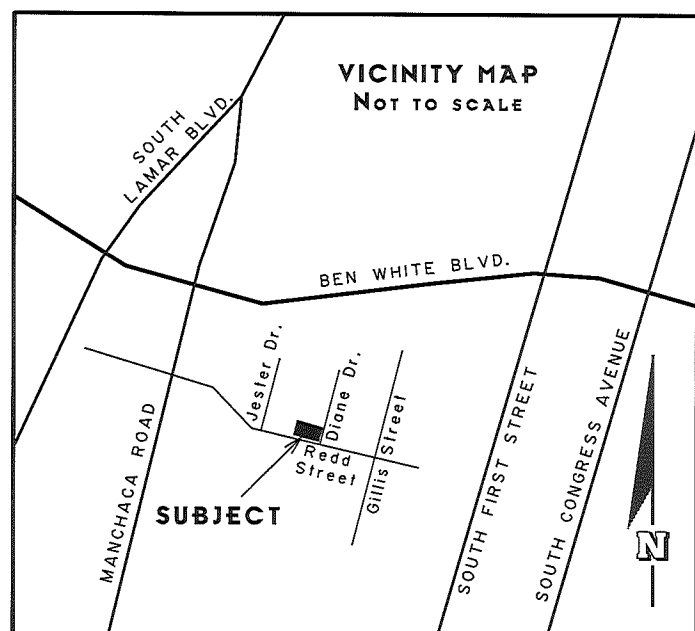 VICINITY MAP
NOT TO SCALE
SOUTH
LAMAR BLVD.
BEN WHITE BLVD.
Jester Dr.
Diane Dr.
Gillis Street
Redd
Street
SUBJECT
MANCHACA ROAD
SOUTH FIRST STREET
SOUTH CONGRESS AVENUE
N